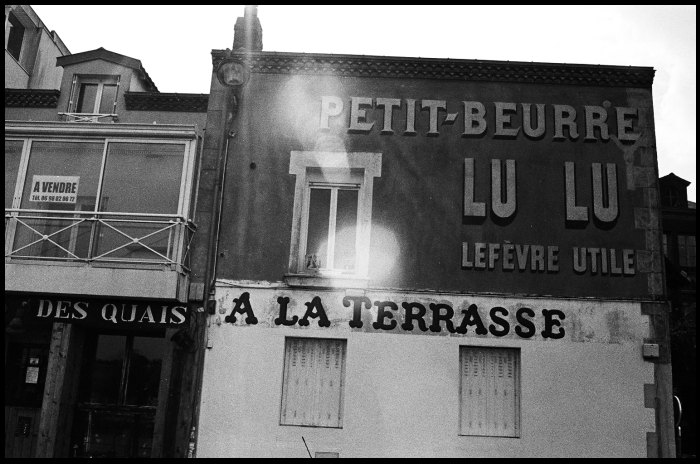 PETIT-BEURRE
LU LU
LEFÈVRE UTILE
A VENDRE
DES QUAIS
A LA TERRASSE